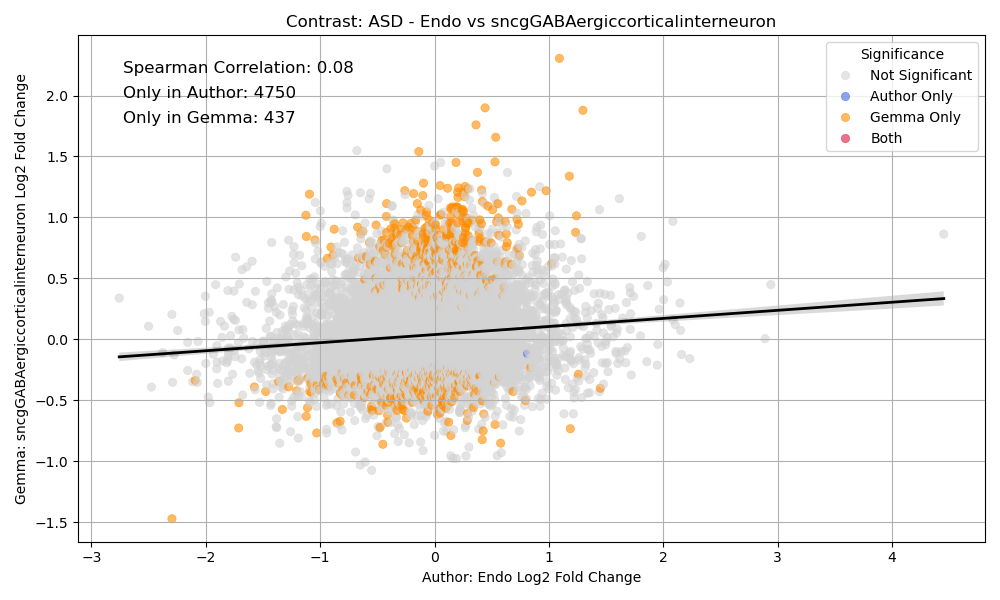 Contrast: ASD - Endo vs sncgGABAergiccorticalinterneuron
Spearman Correlation: 0.08
Only in Author: 4750
Only in Gemma: 437
Significance
Not Significant
Author Only
Gemma Only
Both
Gemma: sncgGABAergiccorticalinterneuron Log2 Fold Change
2.0
1.5
1.0
0.5
0.0
−0.5
−1.0
−1.5
−3
−2
−1
0
1
2
3
4
Author: Endo Log2 Fold Change